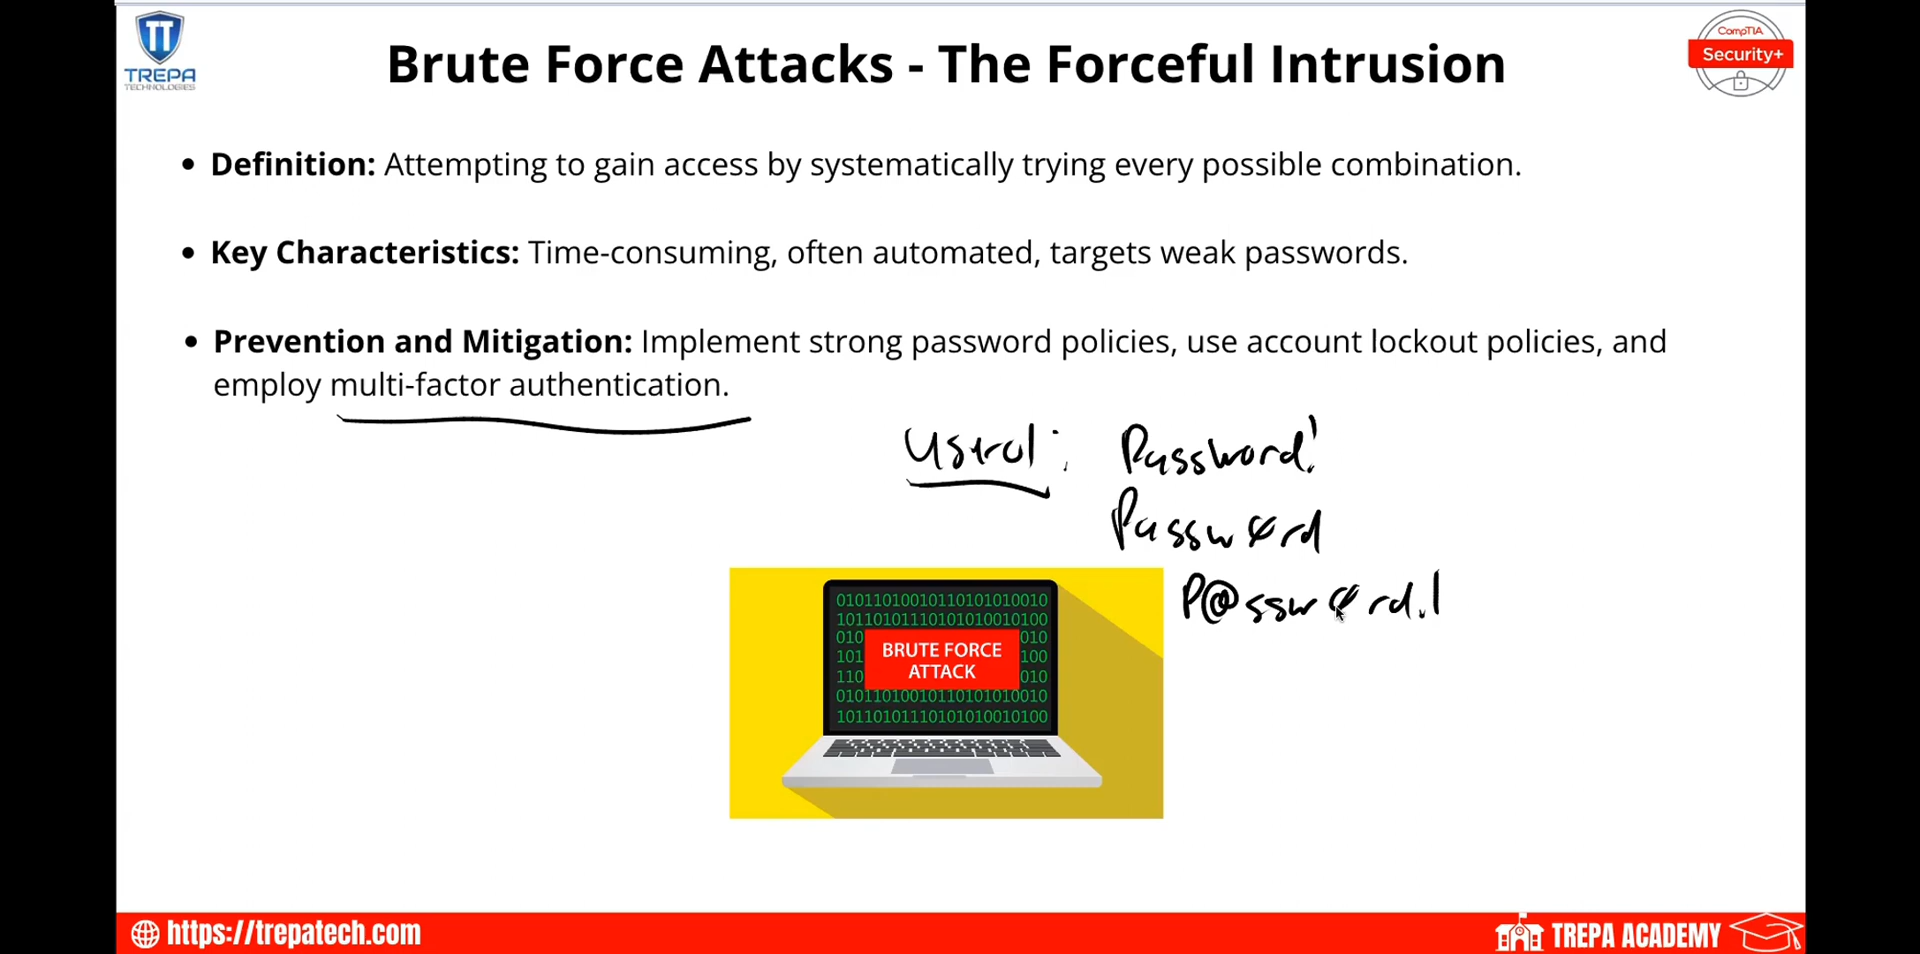 TREPA
TECHNOLOGIES
Brute Force Attacks - The Forceful Intrusion
CompTIA
Security+
• Definition: Attempting to gain access by systematically trying every possible combination.
• Key Characteristics: Time-consuming, often automated, targets weak passwords.
• Prevention and Mitigation: Implement strong password policies, use account lockout policies, and
employ multi-factor authentication.
Password!
Passw0rd
P@ssw0rd.!
01011010010110101010010
10110101110101010010100
010 010
101 100
110 010
01011010010110101010010
10110101110101010010100
BRUTE FORCE
ATTACK
https://trepatech.com
TREPA ACADEMY